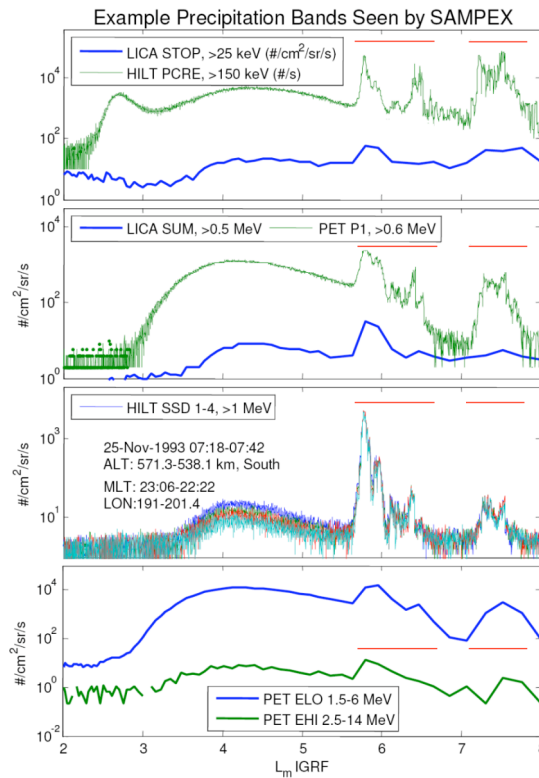 Example Precipitation Bands Seen by SAMPEX
LICA STOP, >25 keV (#/cm²/sr/s)
HILT PCRE, >150 keV (#/s)
10⁴
10²
10⁰
LICA SUM, >0.5 MeV
PET P1, >0.6 MeV
#/cm²/sr/s
10⁴
10²
10⁰
HILT SSD 1-4, >1 MeV
#/cm²/sr/s
10³
10¹
25-Nov-1993 07:18-07:42
ALT: 571.3-538.1 km, South
MLT: 23:06-22:22
LON:191-201.4
#/cm²/sr/s
10⁴
10²
10⁰
10⁻²
PET ELO 1.5-6 MeV
PET EHI 2.5-14 MeV
2 3 4 5 6 7 8
Lₘ IGRF